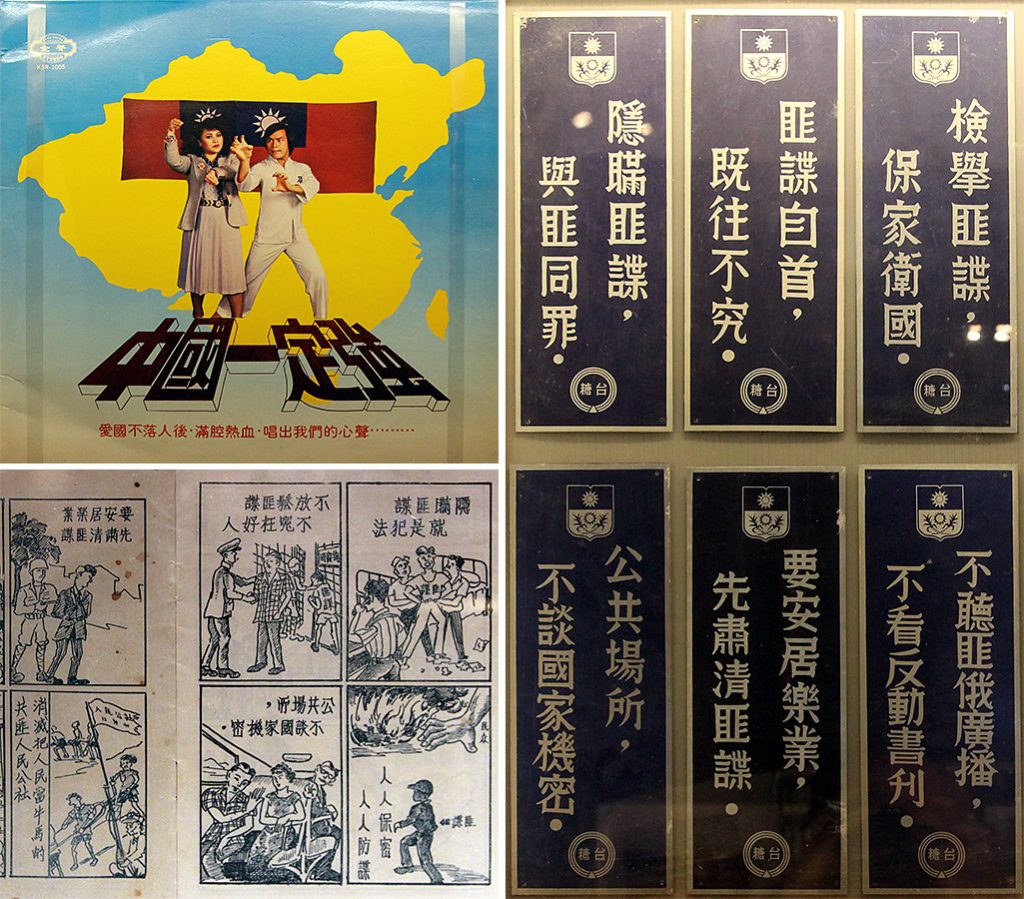 KSR-1005
中國一定強
愛國不落人後·滿腔熱血·唱出我們的心聲·········
檢舉匪諜，
保家衛國．
台糖
匪諜自首，
既往不究．
台糖
隱瞞匪諜，
與匪同罪．
台糖
不聽匪俄廣播，
不看反動書刊．
台糖
要安居樂業，
先肅清匪諜．
台糖
公共場所，
不談國家機密．
台糖
隱瞞匪諜
就是犯法
不放鬆匪諜
不冤枉好人
要安居樂業
先肅清匪諜
人人保密
人人防諜
匪諜
公共場所，
不談國家機密．
人民公社
消滅把人民當牛馬的
共匪人民公社